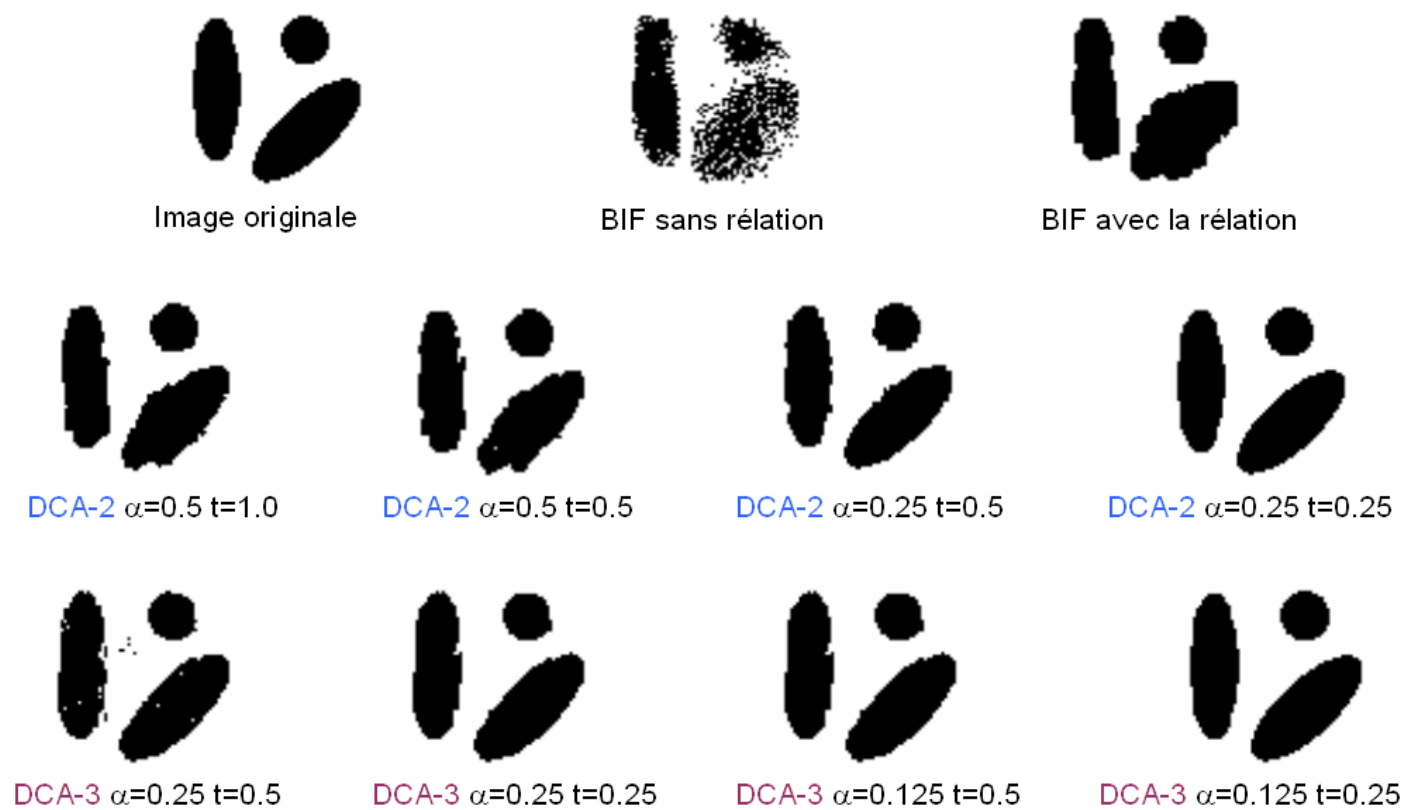 Image originale
BIF sans rélation
BIF avec la rélation
DCA-2 α=0.5 t=1.0
DCA-2 α=0.5 t=0.5
DCA-2 α=0.25 t=0.5
DCA-2 α=0.25 t=0.25
DCA-3 α=0.25 t=0.5
DCA-3 α=0.25 t=0.25
DCA-3 α=0.125 t=0.5
DCA-3 α=0.125 t=0.25